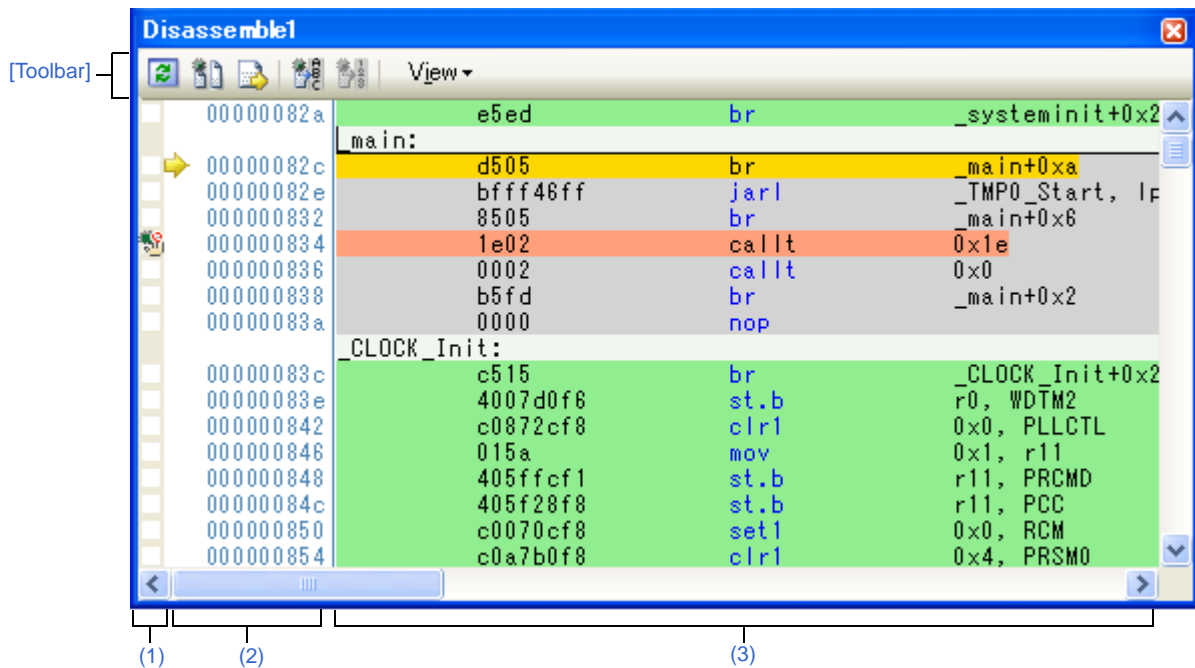 Disassemble1
[Toolbar]
View
00000082a e5ed br _systeminit+0x2
_main:
00000082c d505 br _main+0xa
00000082e bfff46ff jarl _TMP0_Start, lp
000000832 8505 br _main+0x6
000000834 1e02 callt 0x1e
000000836 0002 callt 0x0
000000838 b5fd br _main+0x2
00000083a 0000 nop
_CLOCK_Init:
00000083c c515 br _CLOCK_Init+0x2
00000083e 4007d0f6 st.b r0, WDTM2
000000842 c0872cf8 clr1 0x0, PLLCTL
000000846 015a mov 0x1, r11
000000848 405ffcf1 st.b r11, PRCMD
00000084c 405f28f8 st.b r11, PCC
000000850 c0070cf8 set1 0x0, RCM
000000854 c0a7b0f8 clr1 0x4, PRSM0
(1) (2) (3)